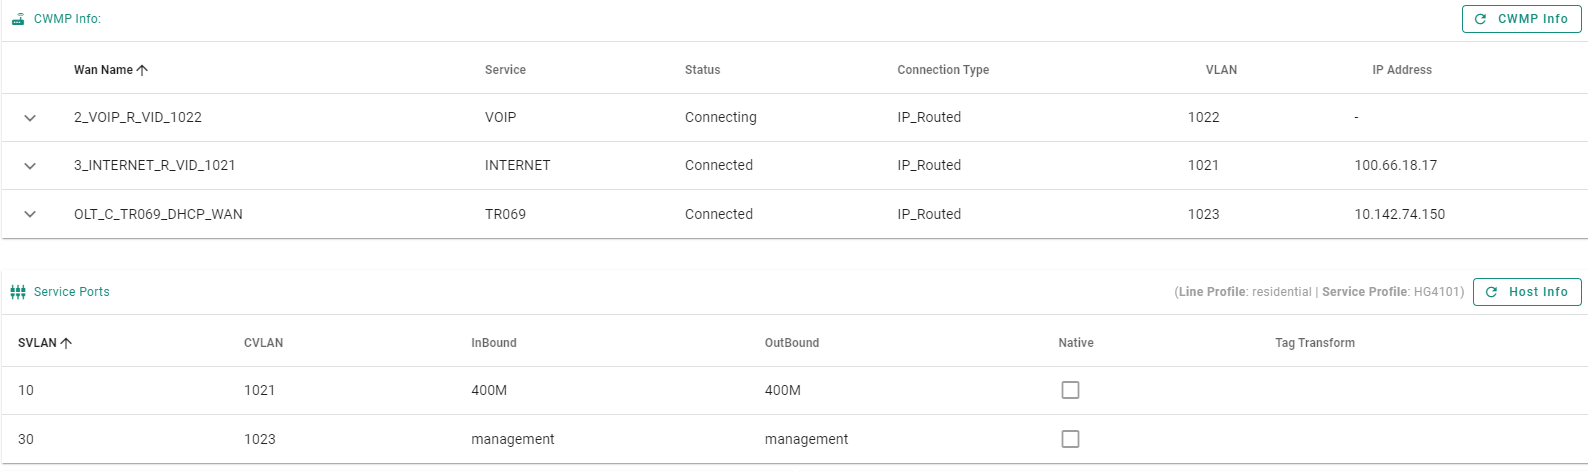 CWMP Info: CWMP Info
Wan Name Service Status Connection Type VLAN IP Address
2_VOIP_R_VID_1022 VOIP Connecting IP_Routed 1022 -
3_INTERNET_R_VID_1021 INTERNET Connected IP_Routed 1021 100.66.18.17
OLT_C_TR069_DHCP_WAN TR069 Connected IP_Routed 1023 10.142.74.150
Service Ports (Line Profile: residential | Service Profile: HG4101) Host Info
SVLAN CVLAN InBound OutBound Native Tag Transform
10 1021 400M 400M
30 1023 management management